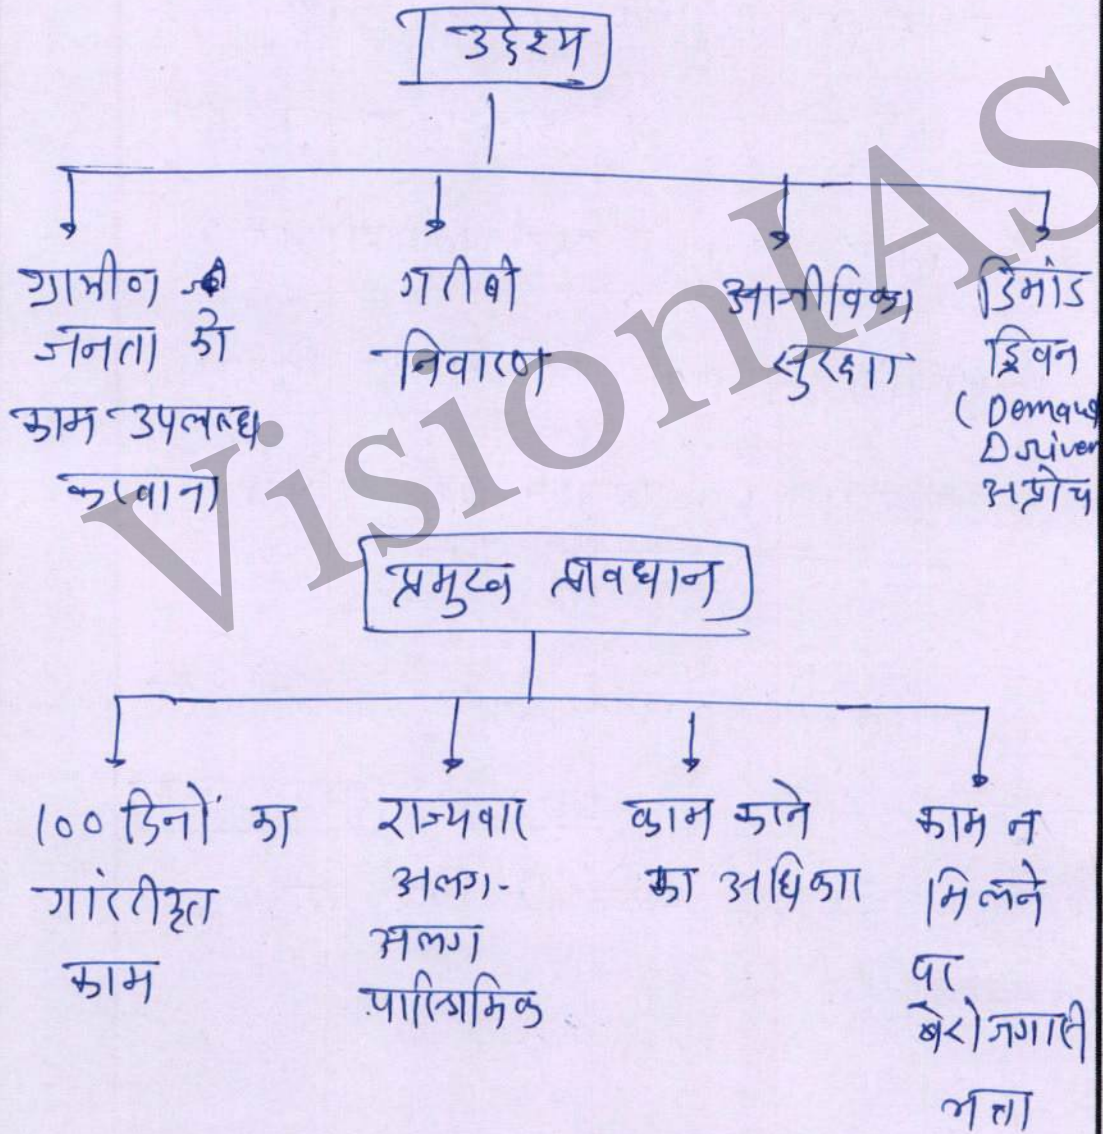 उद्देश्य
ग्रामीण
जनता को
काम उपलब्ध
करवाना
गरीबी
निवारण
आजीविका
सुरक्षा
डिमांड
ड्रिवन
(Demand
Driven
अप्रोच
VisionIAS
प्रमुख प्रावधान
100 दिनों का
गारंतीकृत
काम
राज्यवार
अलग-
अलग
पारिश्रमिक
काम करने
का अधिकार
काम न
मिलने
पर
बेरोजगारी
भत्ता